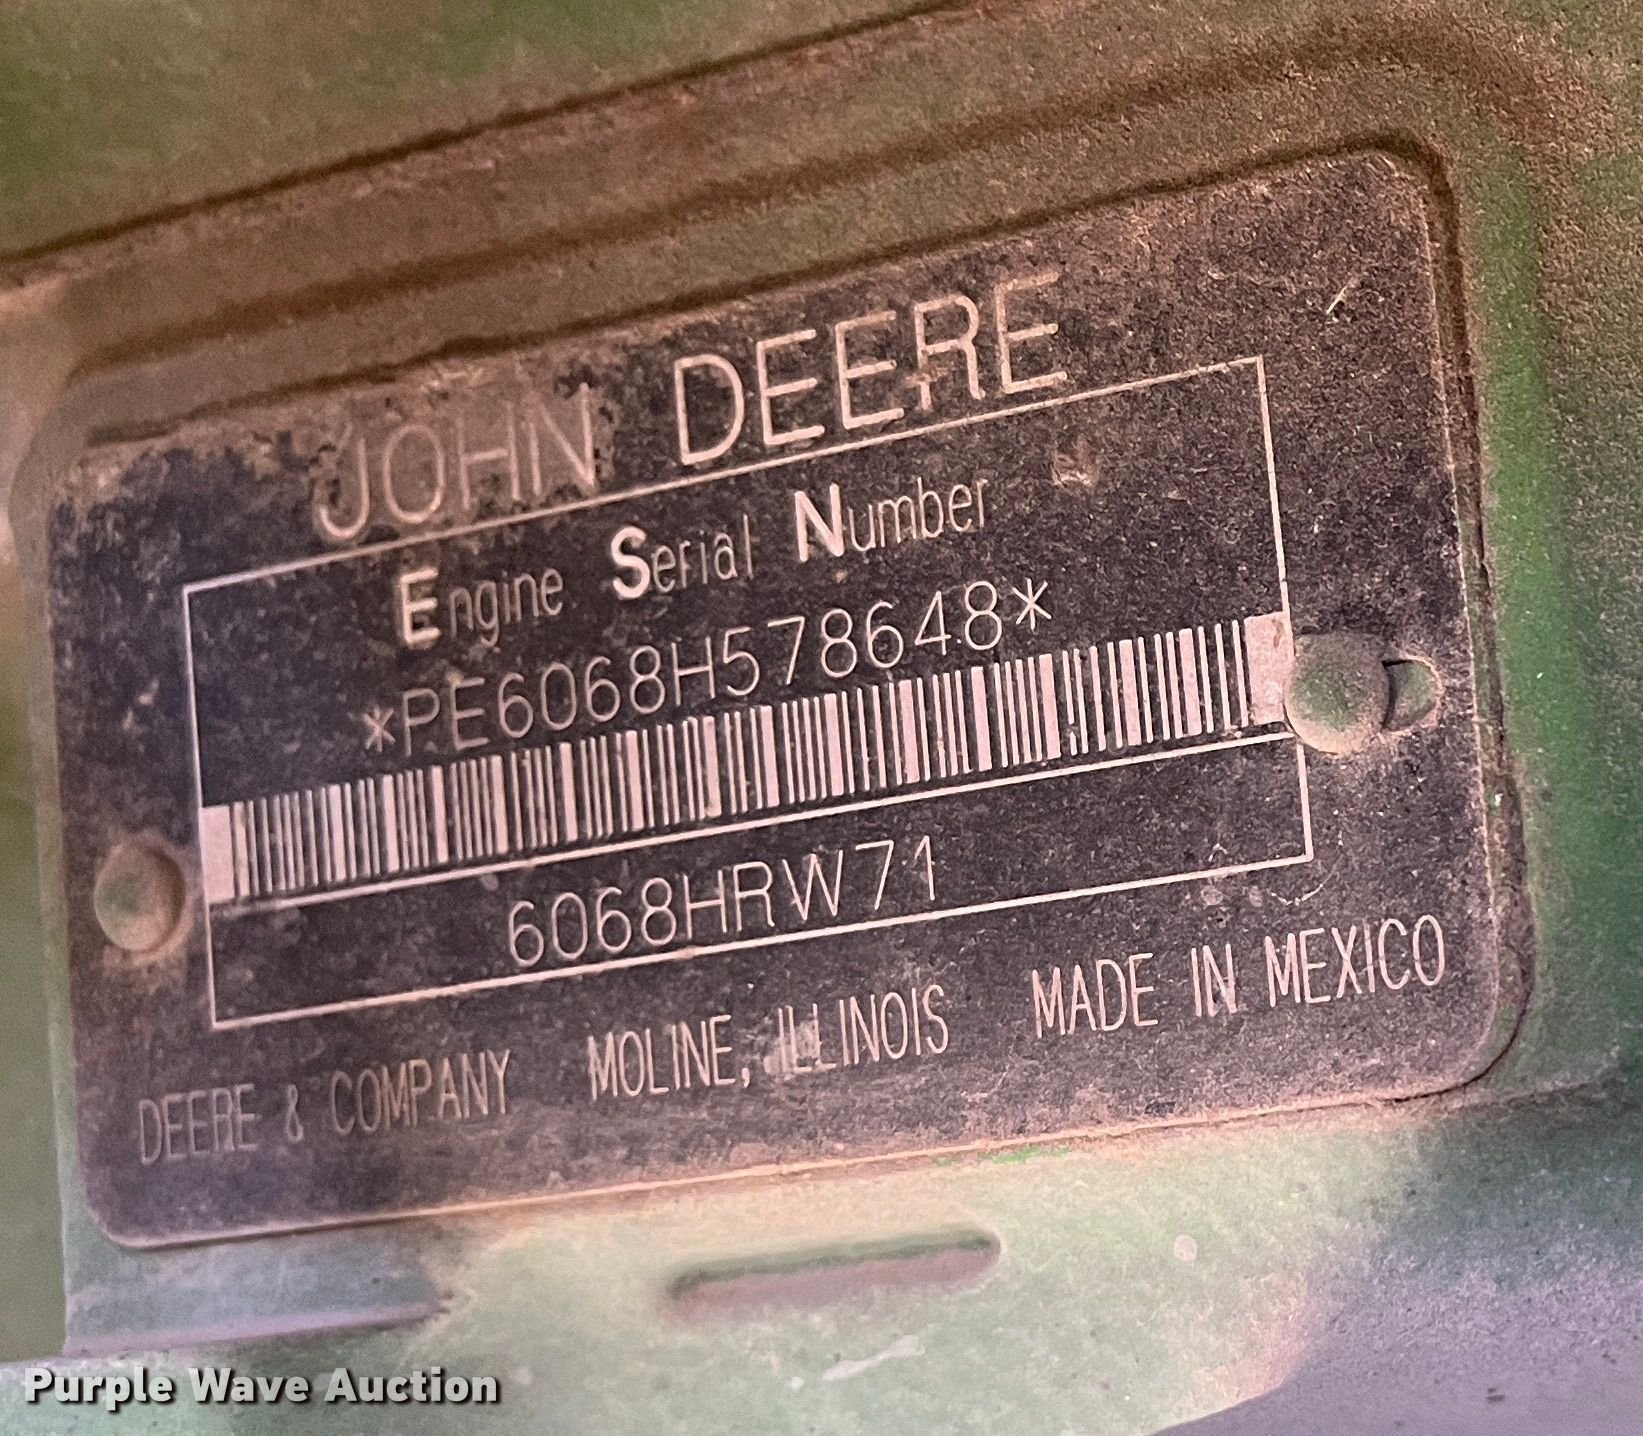 JOHN DEERE
Engine Serial Number
*PE6068H578648*
6068HRW71
DEERE & COMPANY MOLINE, ILLINOIS MADE IN MEXICO
Purple Wave Auction